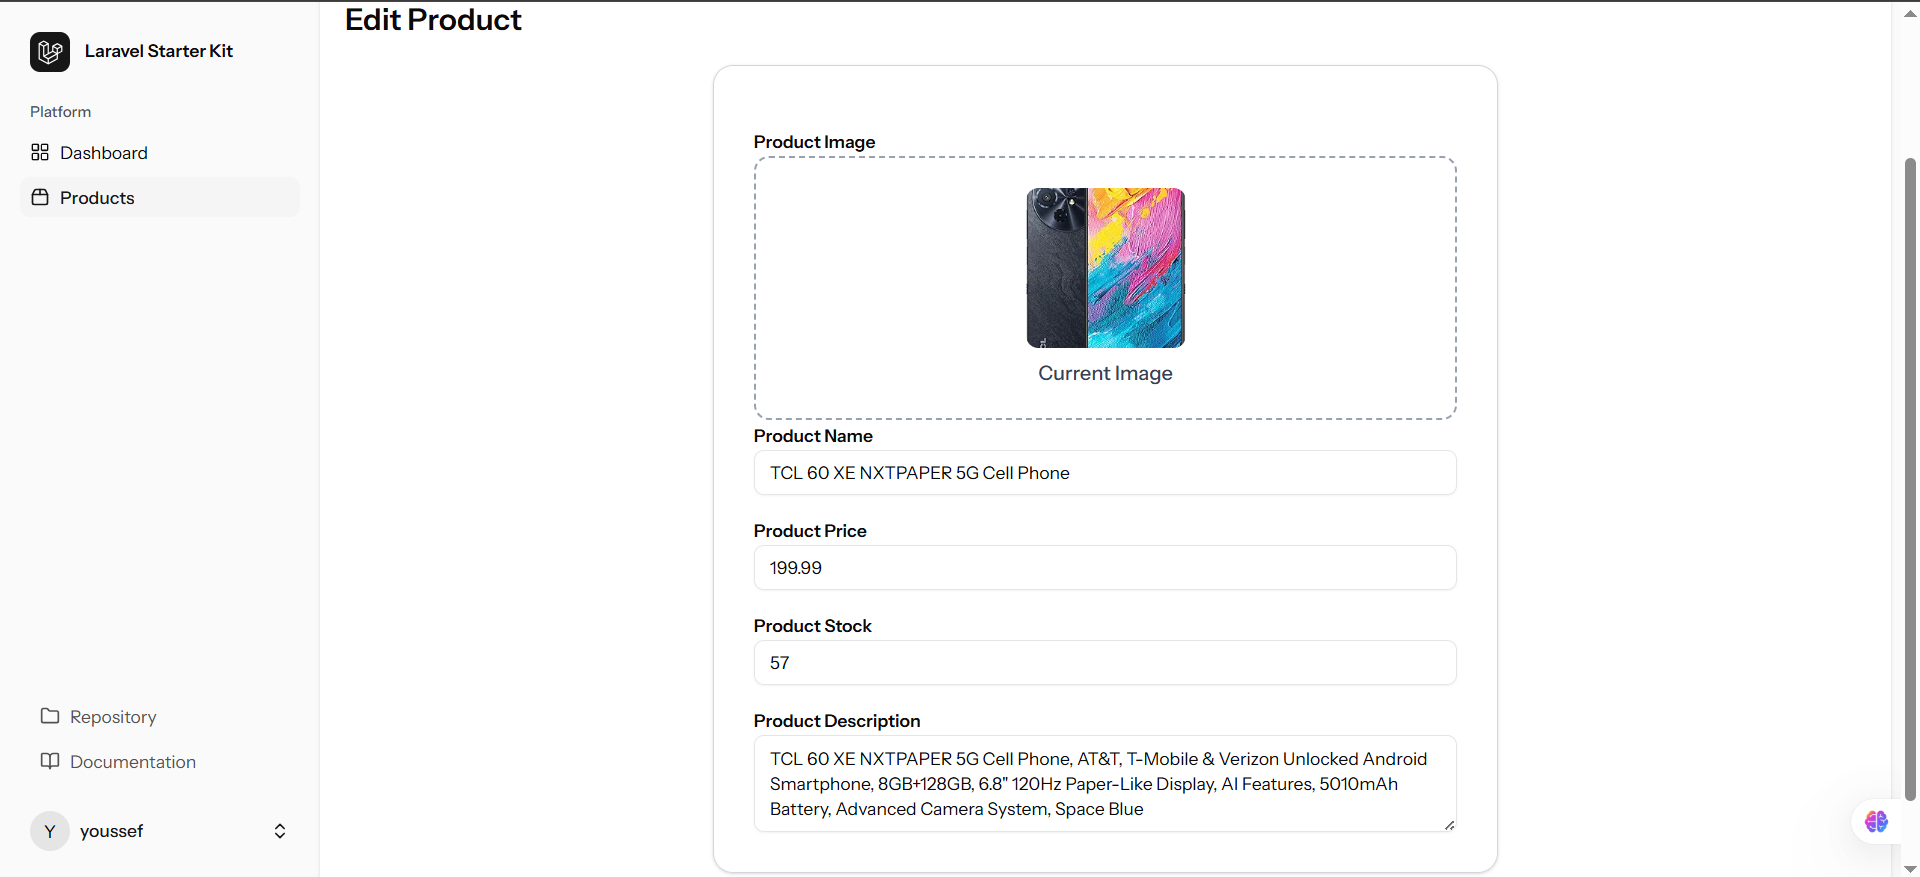 Laravel Starter Kit
Platform
Dashboard
Products
Repository
Documentation
Y
youssef
Edit Product
Product Image
Current Image
Product Name
TCL 60 XE NXTPAPER 5G Cell Phone
Product Price
199.99
Product Stock
57
Product Description
TCL 60 XE NXTPAPER 5G Cell Phone, AT&T, T-Mobile & Verizon Unlocked Android
Smartphone, 8GB+128GB, 6.8" 120Hz Paper-Like Display, AI Features, 5010mAh
Battery, Advanced Camera System, Space Blue